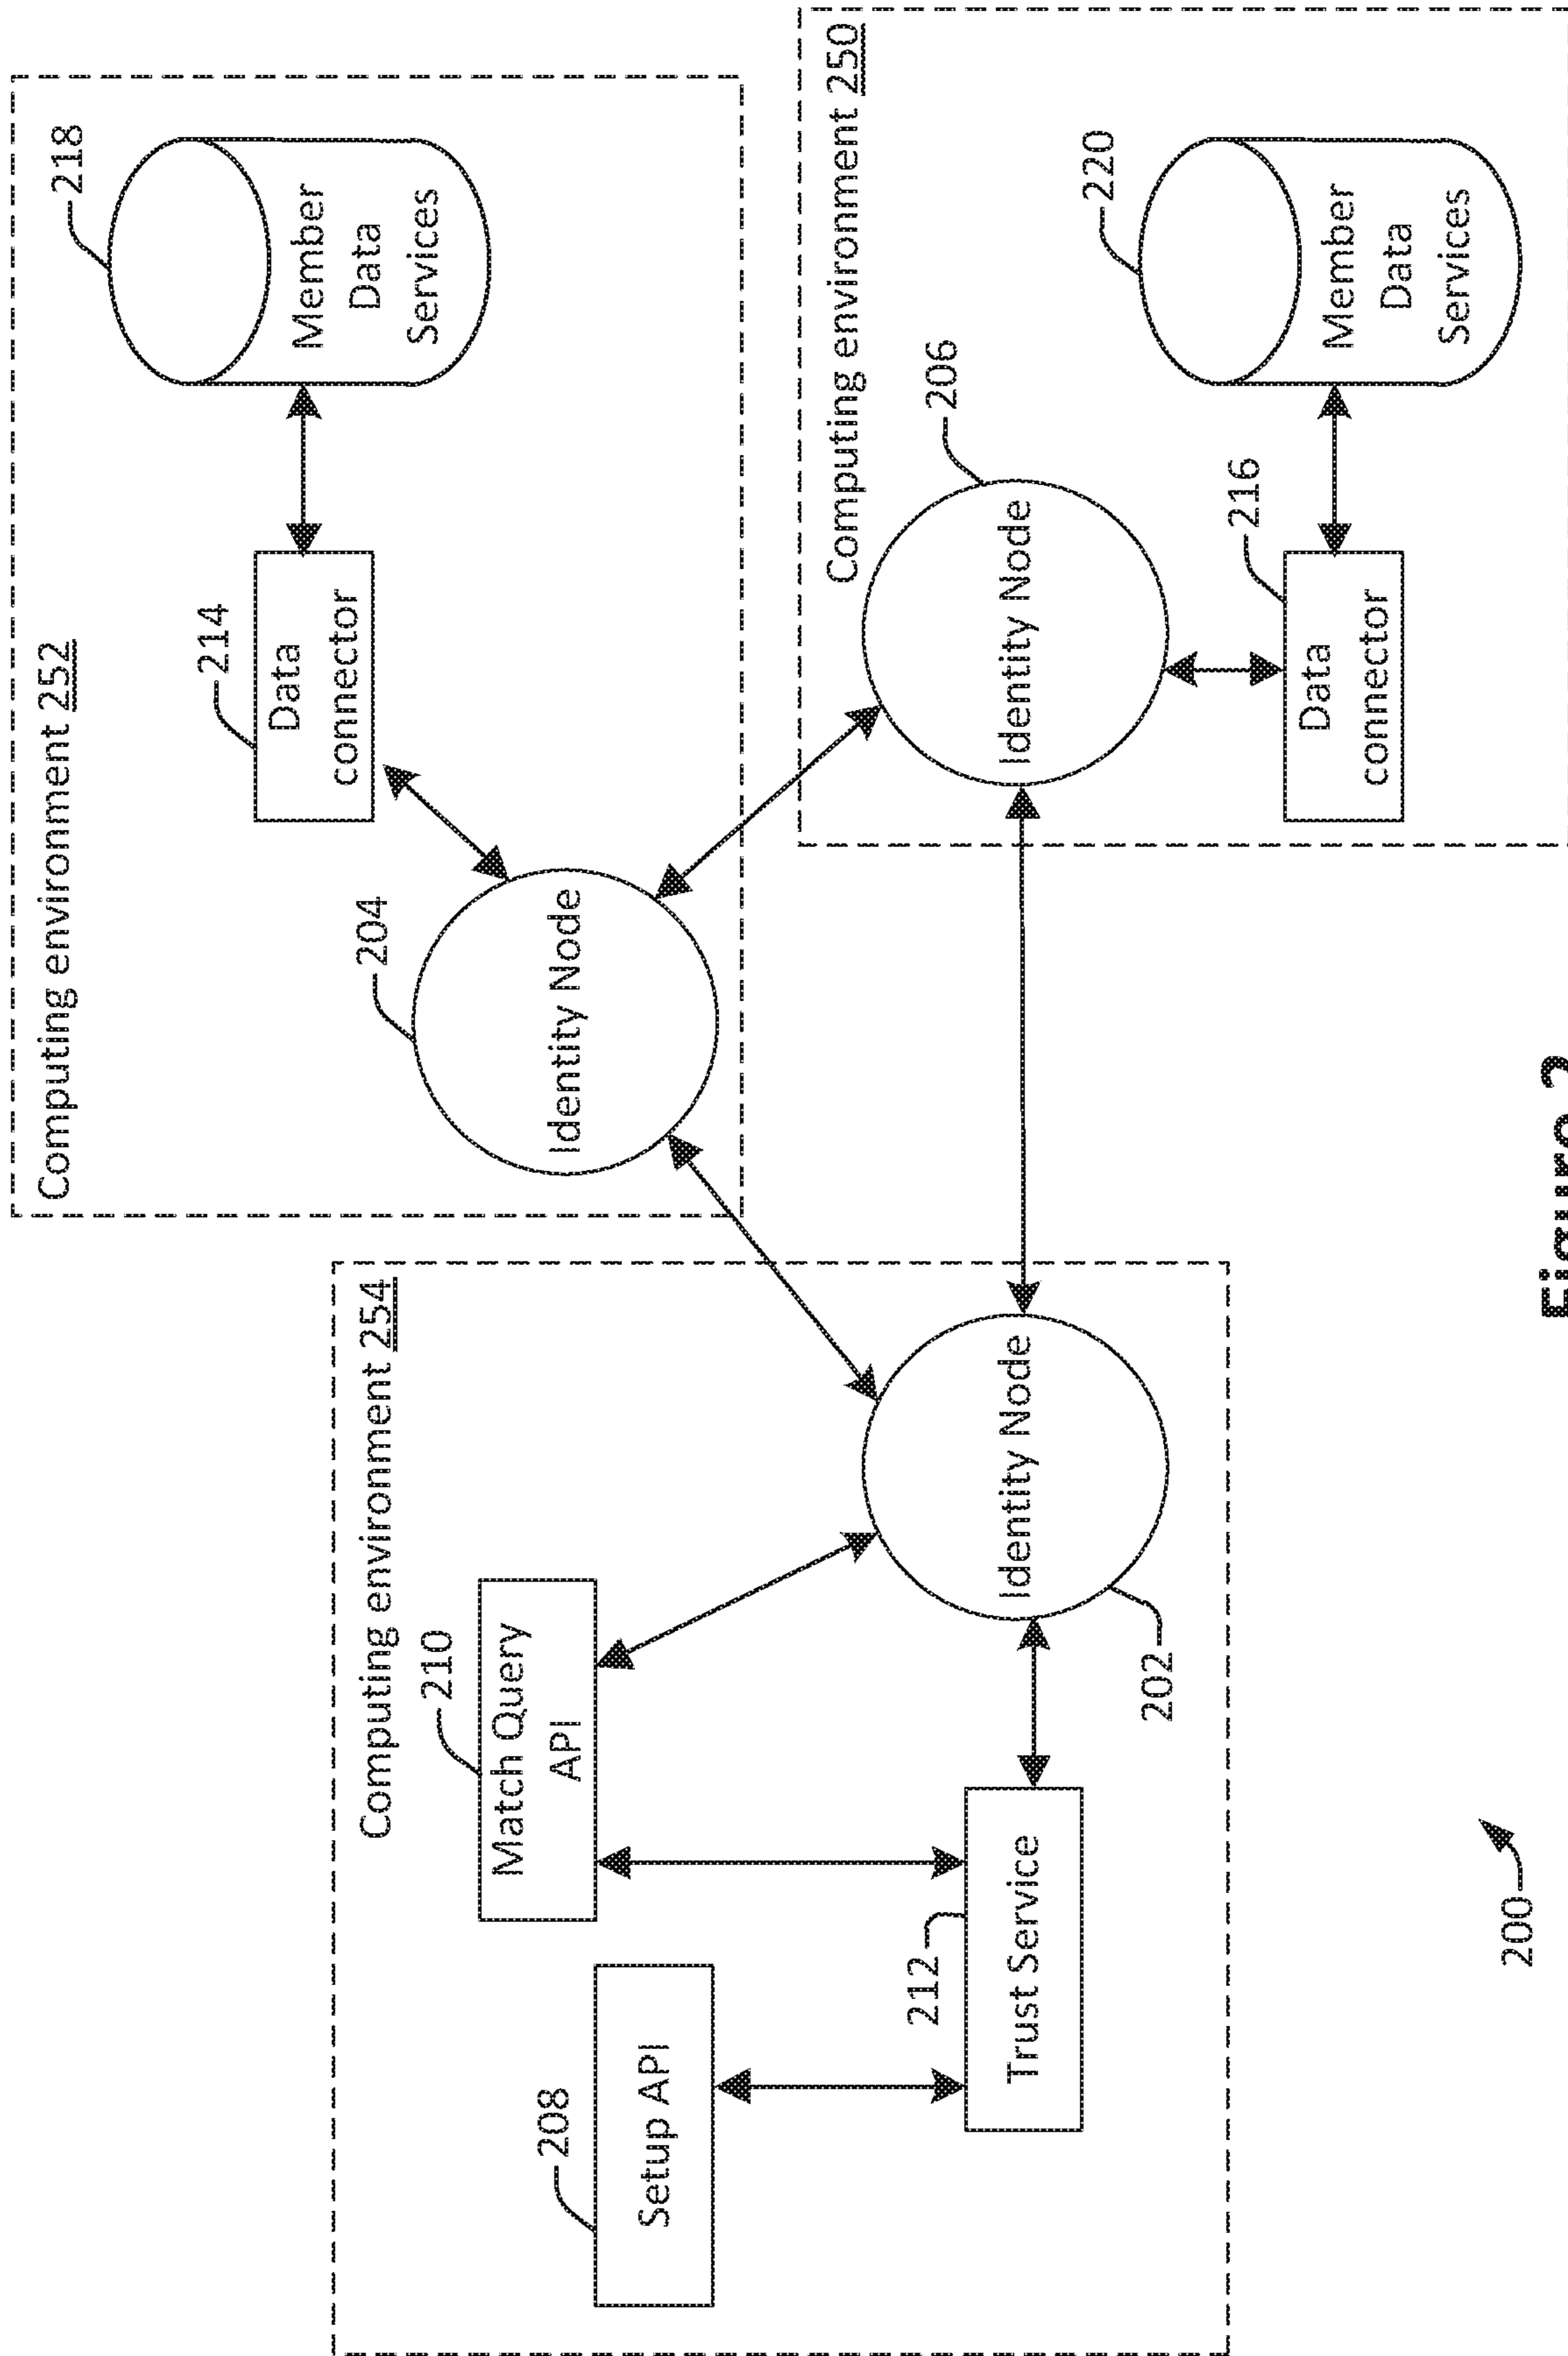 Computing environment 252
218
Member
Data
Services
214
Data
connector
204
Identity Node
Computing environment 254
210
Match Query
API
208
Setup API
212
Trust Service
Identity Node
202
Computing environment 250
206
Identity Node
216
Data
connector
220
Member
Data
Services
200
Figure 2